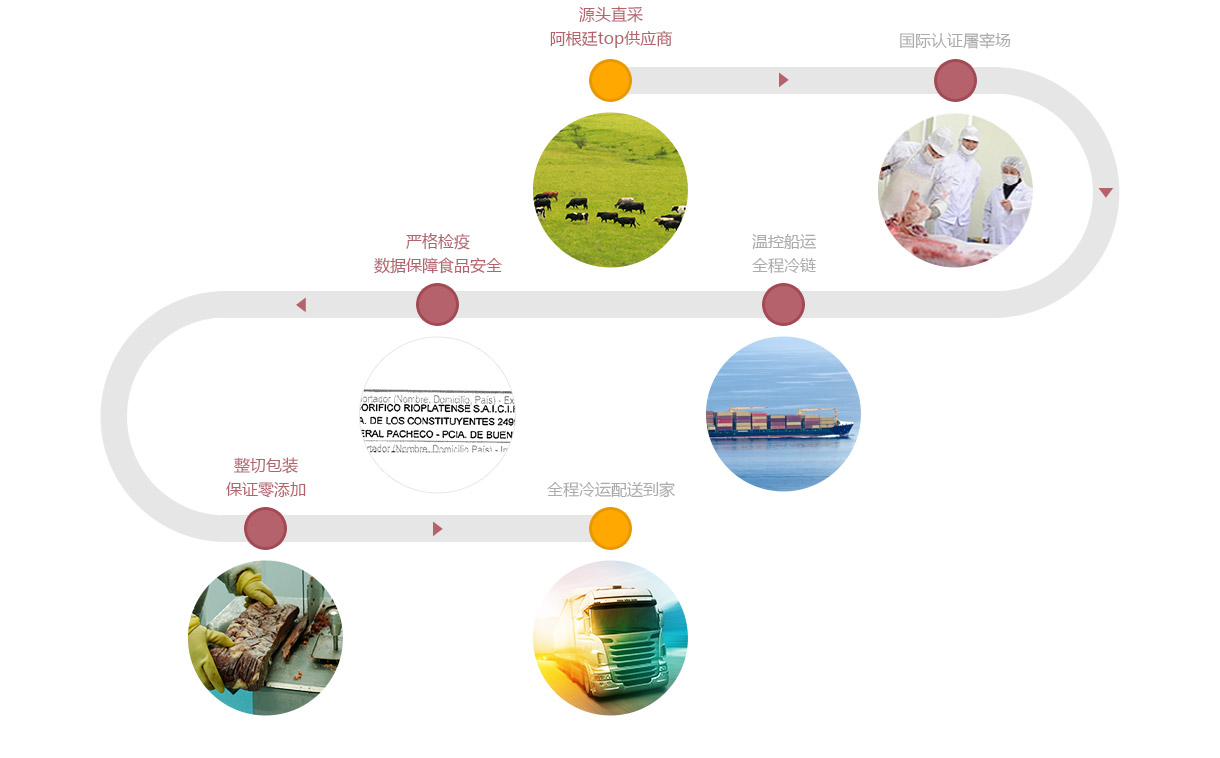 源头直采
阿根廷top供应商
国际认证屠宰场
温控船运
全程冷链
严格检疫
数据保障食品安全
ortador (Nombre, Domicilio, País) - Ex
ORIFICO RIOPLATENSE S.A.I.C.I.
A. DE LOS CONSTITUYENTES 249
ERAL PACHECO - PCIA. DE BUEN
ortador (Nombre, Domicilio País) - In
整切包装
保证零添加
全程冷运配送到家